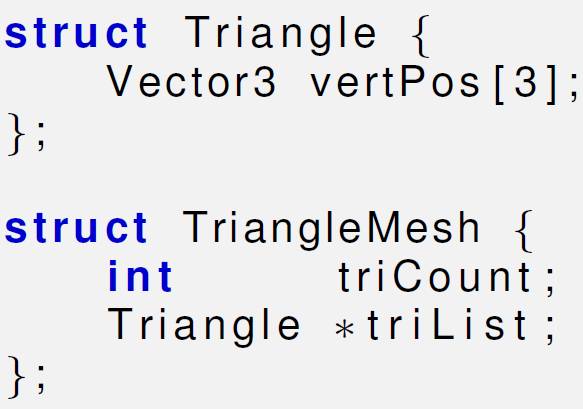 struct Triangle {
Vector3 vertPos[3];
};
struct TriangleMesh {
int triCount;
Triangle *triList;
};